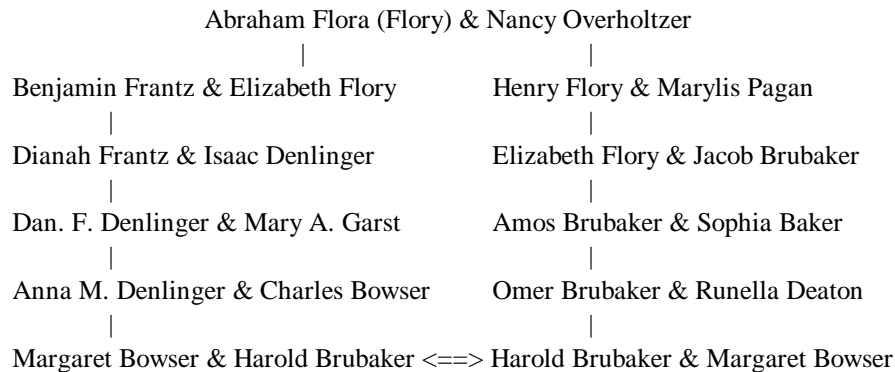 Abraham Flora (Flory) & Nancy Overholtzer
| |
Benjamin Frantz & Elizabeth Flory Henry Flory & Marylis Pagan
| |
Dianah Frantz & Isaac Denlinger Elizabeth Flory & Jacob Brubaker
| |
Dan. F. Denlinger & Mary A. Garst Amos Brubaker & Sophia Baker
| |
Anna M. Denlinger & Charles Bowser Omer Brubaker & Runella Deaton
| |
Margaret Bowser & Harold Brubaker <==> Harold Brubaker & Margaret Bowser